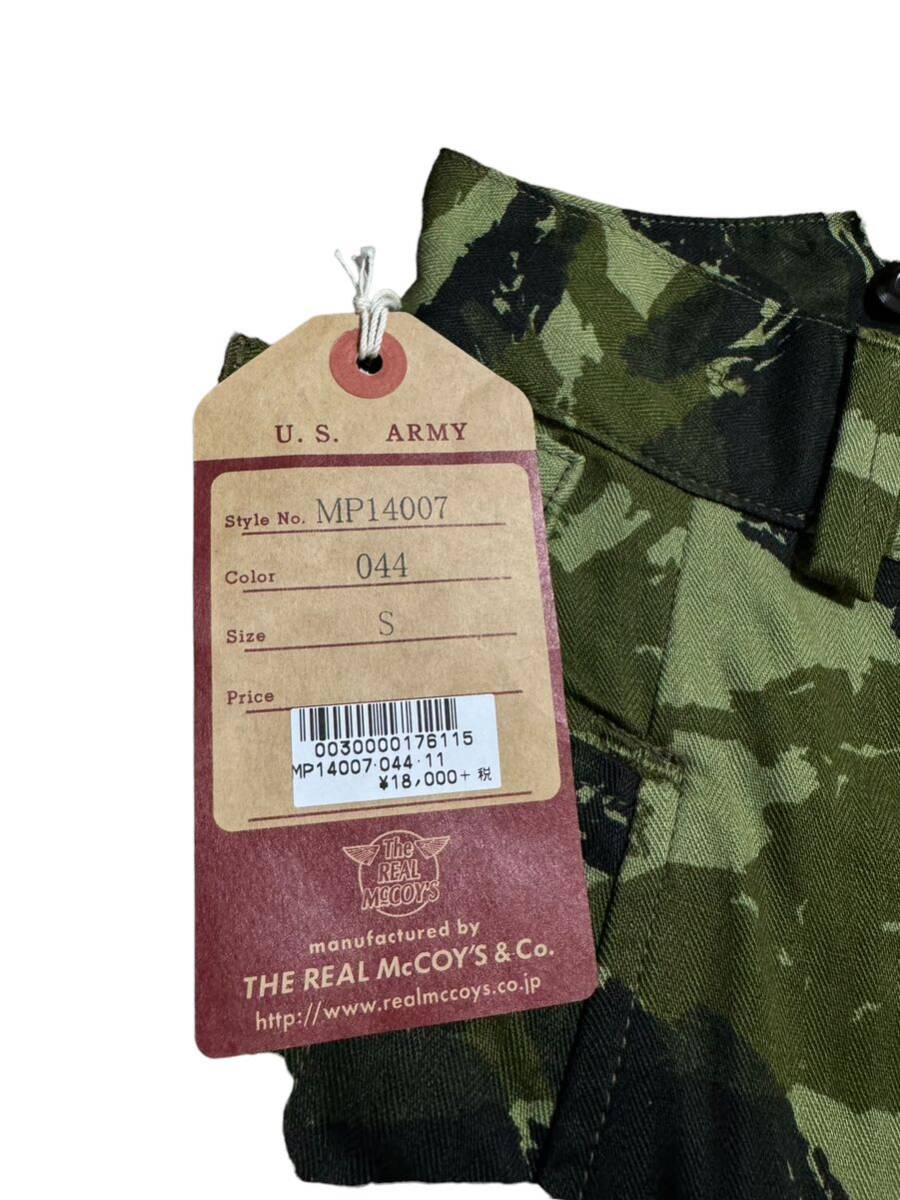 U. S. ARMY
Style No. MP14007
Color 044
Size S
Price
0030000176115
MP14007・044・11
¥18,000+税
The
REAL
McCOY'S
manufactured by
THE REAL McCOY'S & Co.
http://www.realmccoys.co.jp